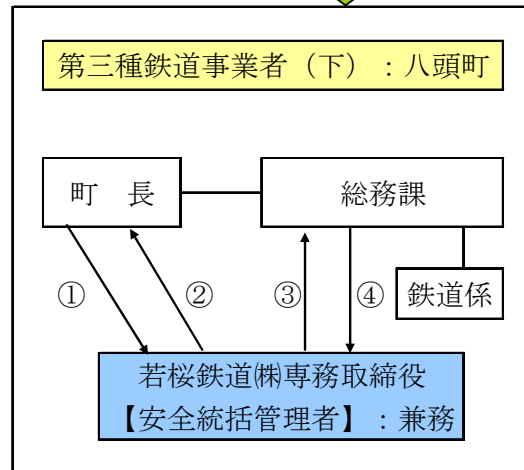 第三種鉄道事業者（下）：八頭町
町　長
総務課
① ② ③ ④
鉄道係
若桜鉄道㈱専務取締役
【安全統括管理者】：兼務